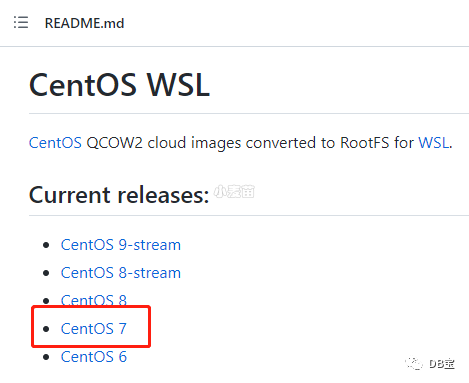 README.md
CentOS WSL
CentOS QCOW2 cloud images converted to RootFS for WSL.
Current releases:
CentOS 9-stream
CentOS 8-stream
CentOS 8
CentOS 7
CentOS 6
DB宝